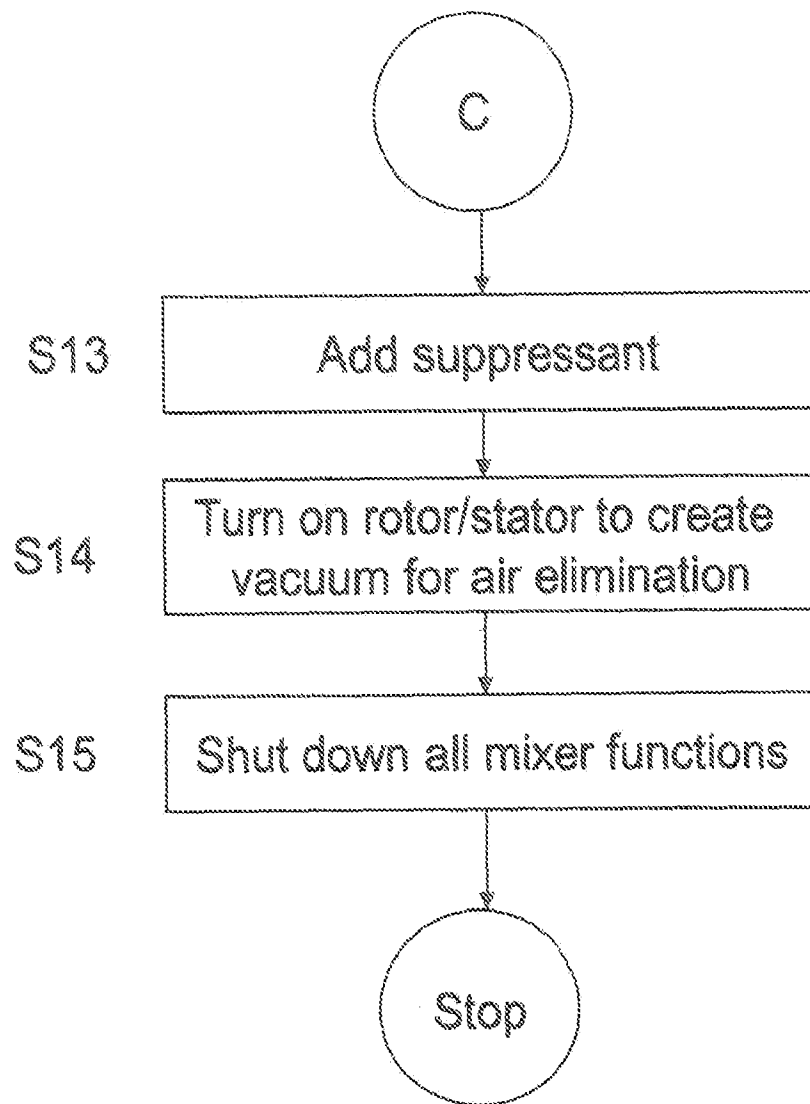 C
S13
Add suppressant
S14
Turn on rotor/stator to create
vacuum for air elimination
S15
Shut down all mixer functions
Stop